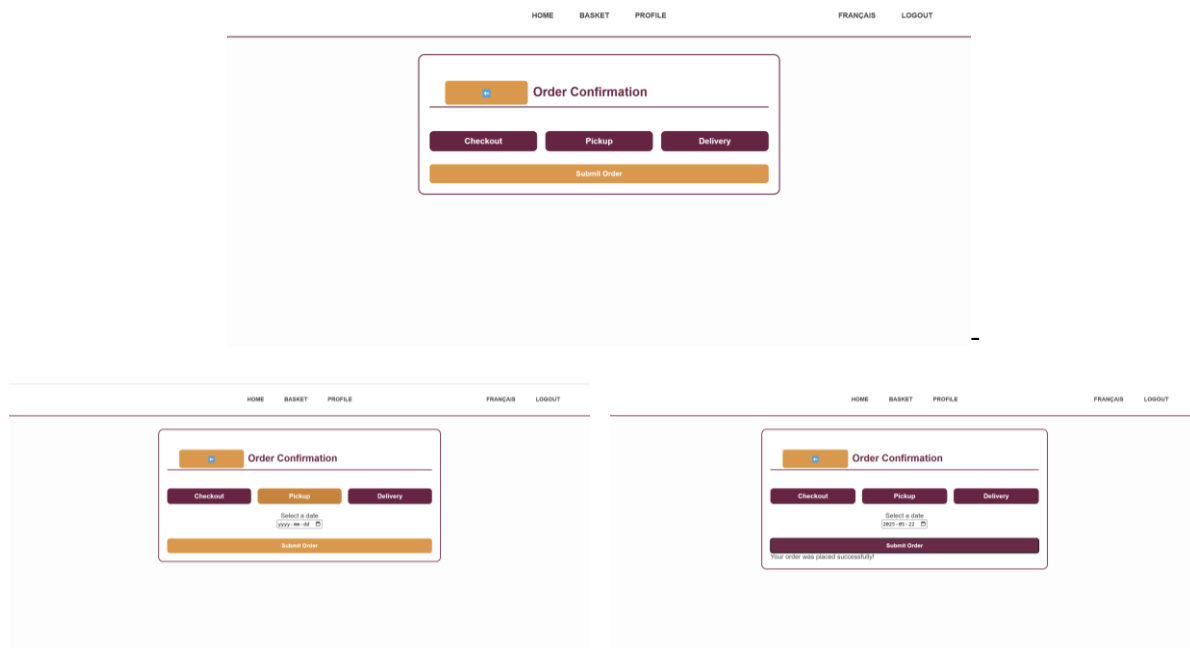 HOME BASKET PROFILE FRANÇAIS LOGOUT
Order Confirmation
Checkout Pickup Delivery
Submit Order
-
HOME BASKET PROFILE FRANÇAIS LOGOUT
Order Confirmation
Checkout Pickup Delivery
Select a date
yyyy-mm-dd
Submit Order
HOME BASKET PROFILE FRANÇAIS LOGOUT
Order Confirmation
Checkout Pickup Delivery
Select a date
2025-05-22
Submit Order
Your order was placed successfully!